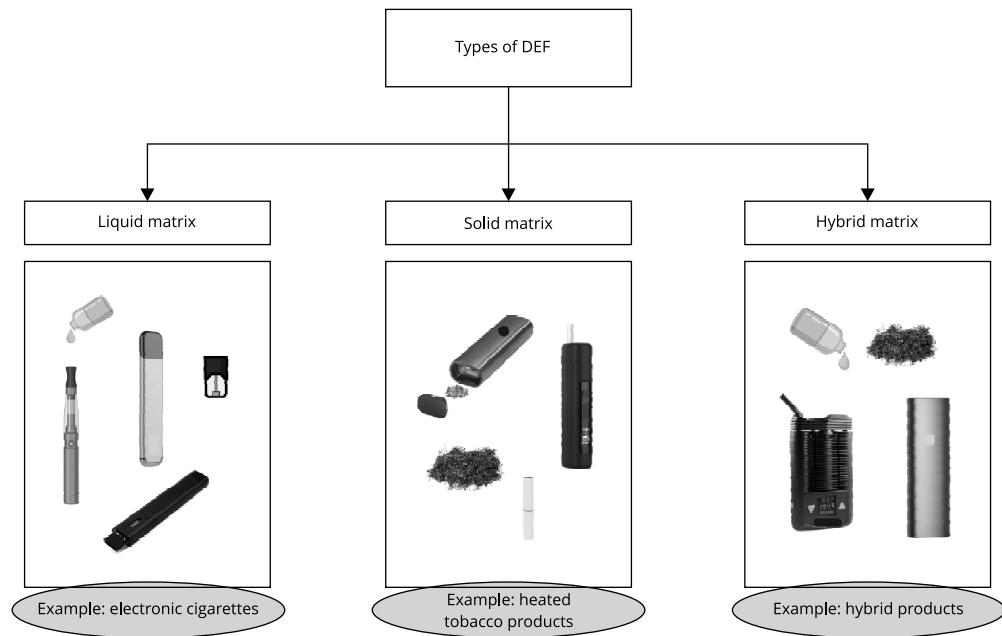 Types of DEF
Liquid matrix
Solid matrix
Hybrid matrix
Example: electronic cigarettes
Example: heated
tobacco products
Example: hybrid products